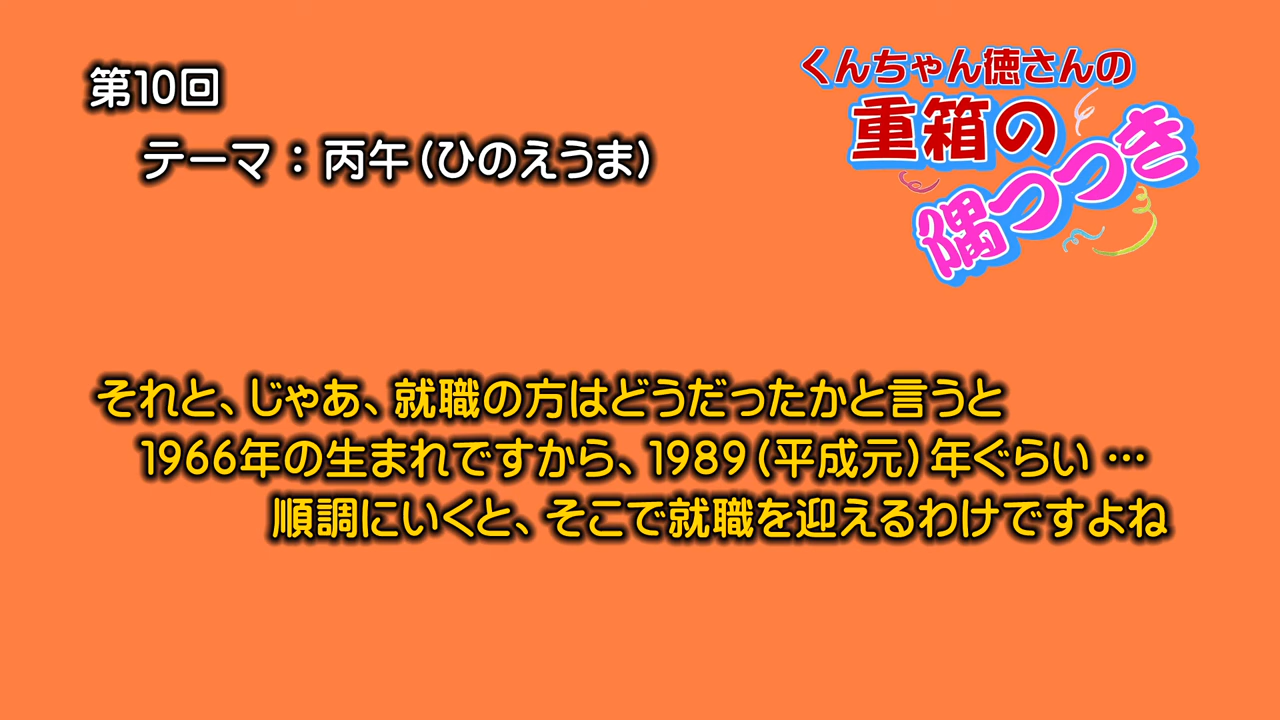 第10回
テーマ：丙午(ひのえうま)
くんちゃん徳さんの
重箱の
隅つつき
それと、じゃあ、就職の方はどうだったかと言うと
1966年の生まれですから、1989(平成元)年ぐらい…
順調にいくと、そこで就職を迎えるわけですよね